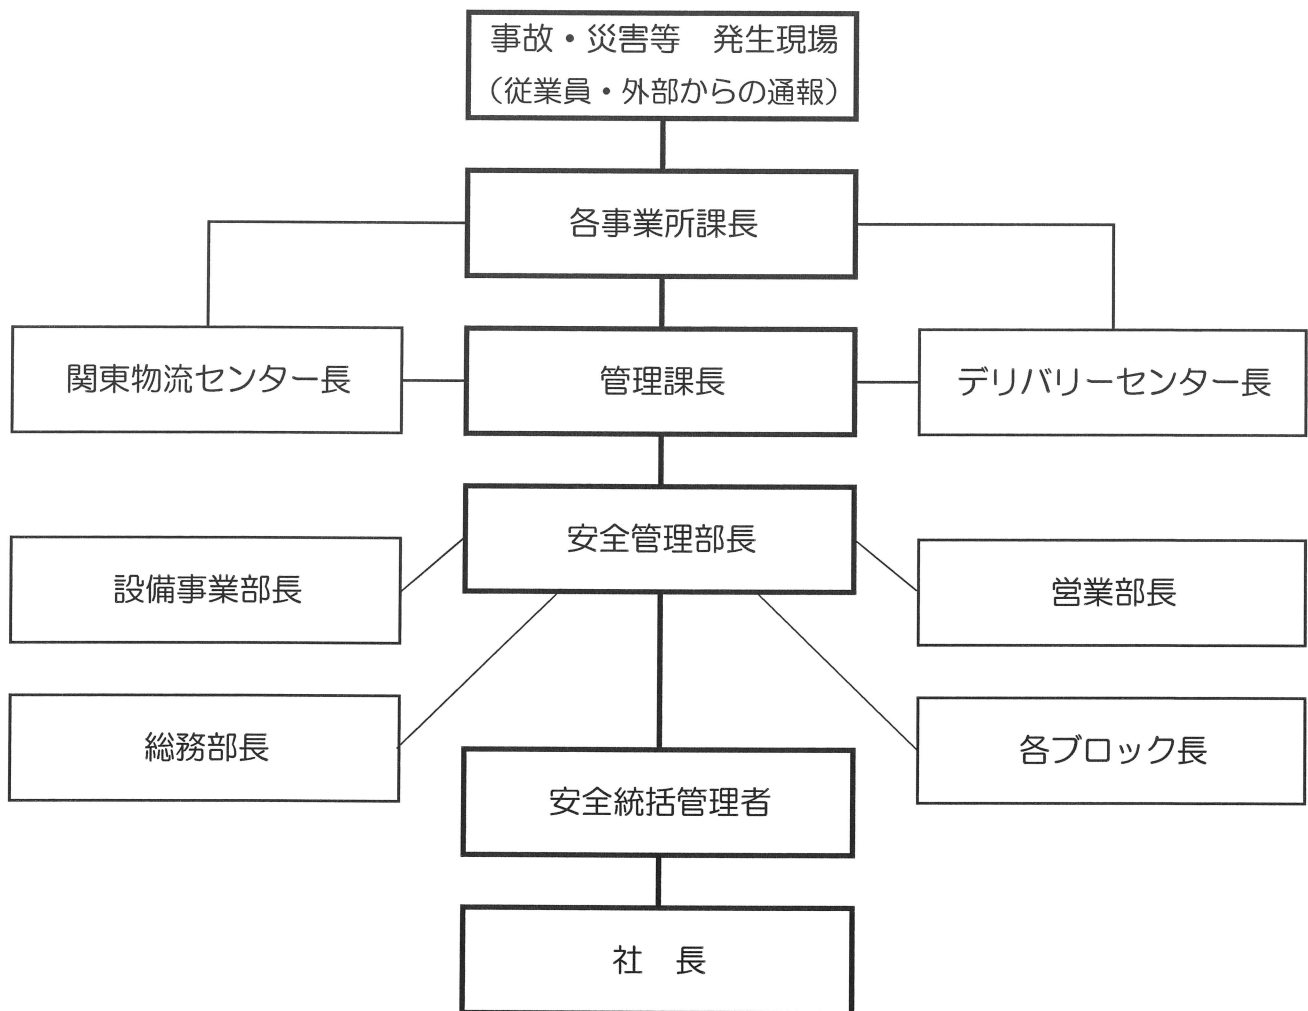 事故・災害等　発生現場
（従業員・外部からの通報）
各事業所課長
関東物流センター長
管理課長
デリバリーセンター長
安全管理部長
設備事業部長
営業部長
総務部長
各ブロック長
安全統括管理者
社　長